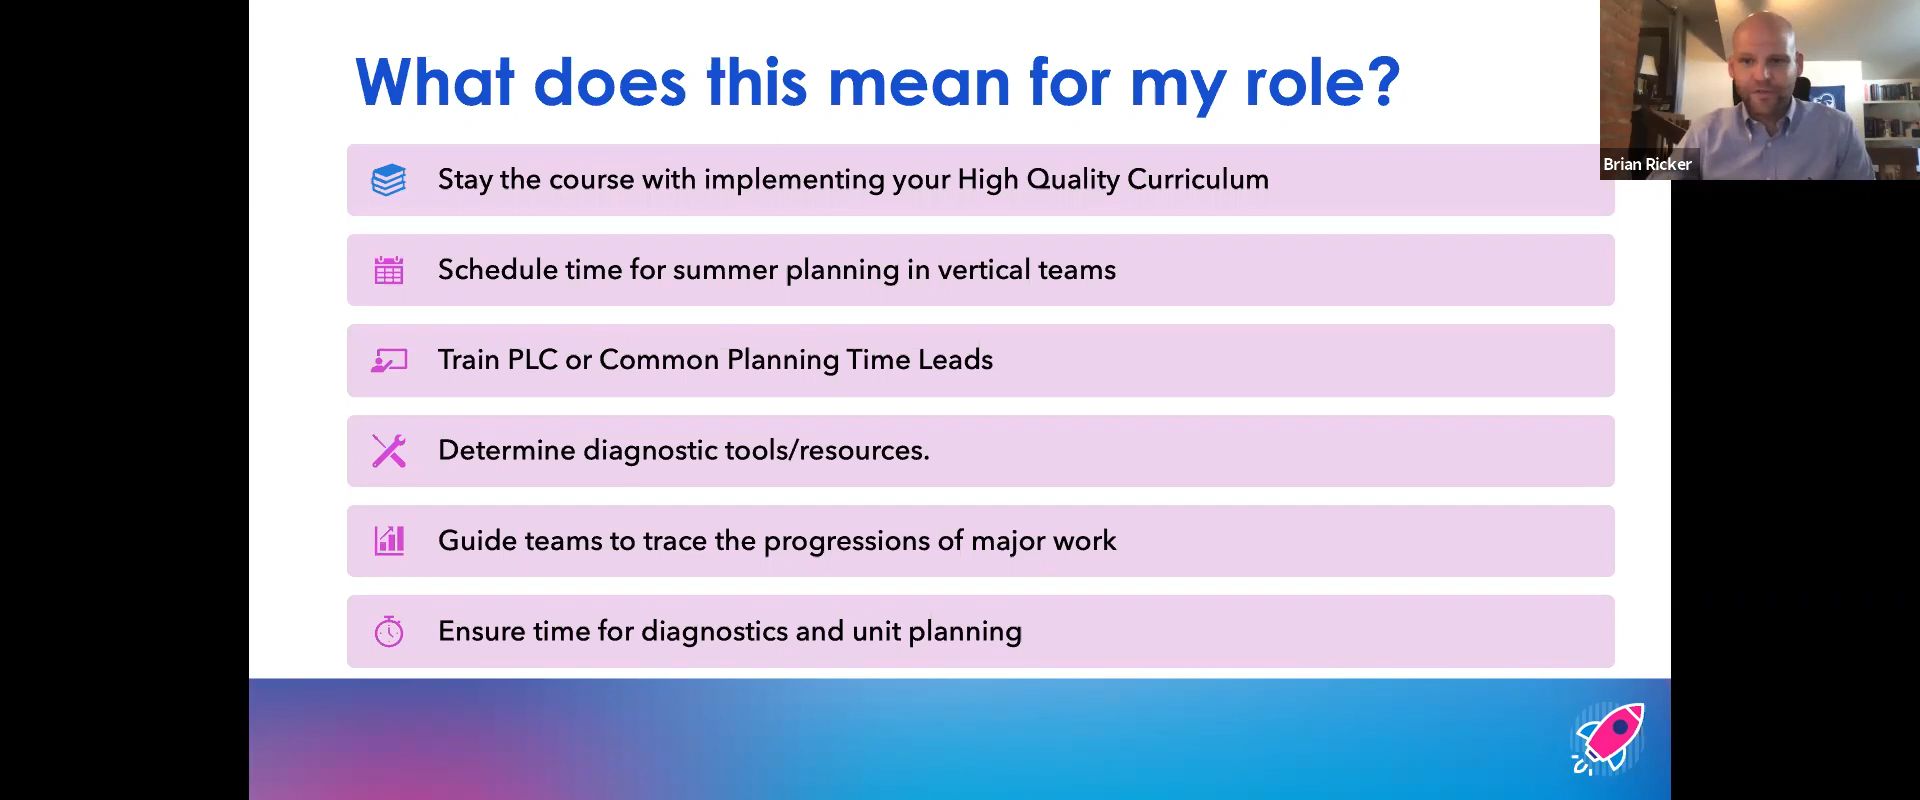 What does this mean for my role?
Brian Ricker
Stay the course with implementing your High Quality Curriculum
Schedule time for summer planning in vertical teams
Train PLC or Common Planning Time Leads
Determine diagnostic tools/resources.
Guide teams to trace the progressions of major work
Ensure time for diagnostics and unit planning